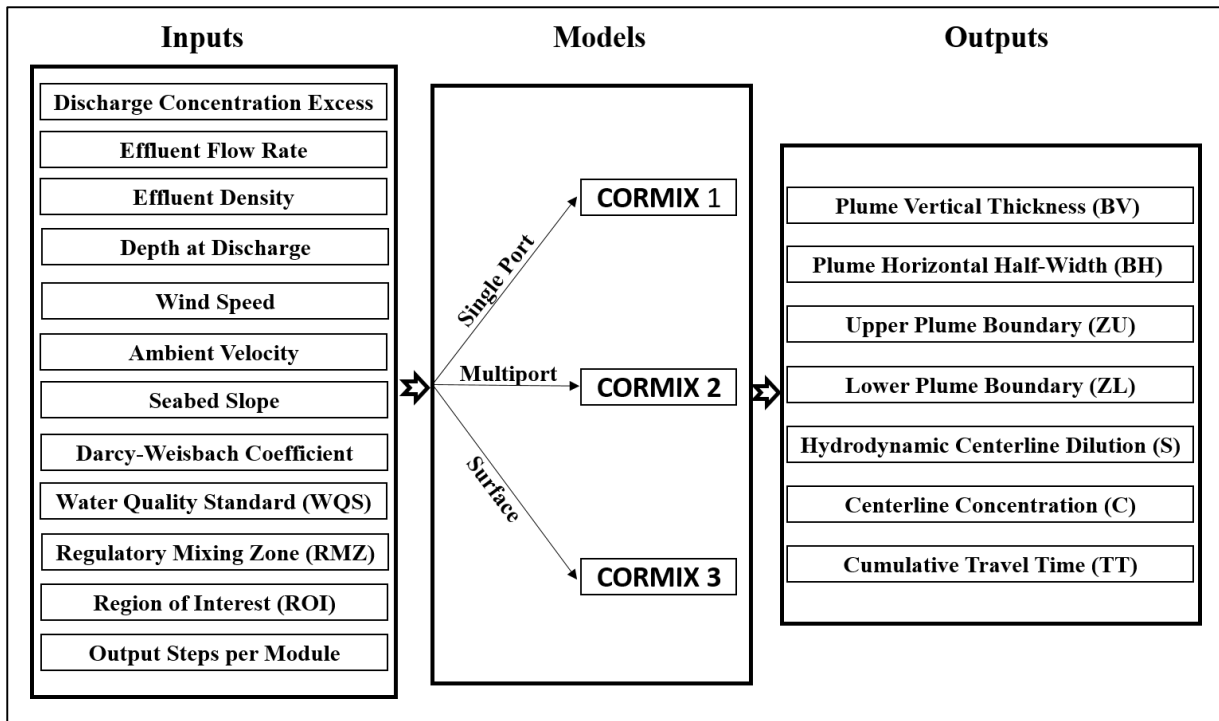 Inputs
Discharge Concentration Excess
Effluent Flow Rate
Effluent Density
Depth at Discharge
Wind Speed
Ambient Velocity
Seabed Slope
Darcy-Weisbach Coefficient
Water Quality Standard (WQS)
Regulatory Mixing Zone (RMZ)
Region of Interest (ROI)
Output Steps per Module
Models
Single Port
CORMIX 1
Multiport
CORMIX 2
Surface
CORMIX 3
Outputs
Plume Vertical Thickness (BV)
Plume Horizontal Half-Width (BH)
Upper Plume Boundary (ZU)
Lower Plume Boundary (ZL)
Hydrodynamic Centerline Dilution (S)
Centerline Concentration (C)
Cumulative Travel Time (TT)